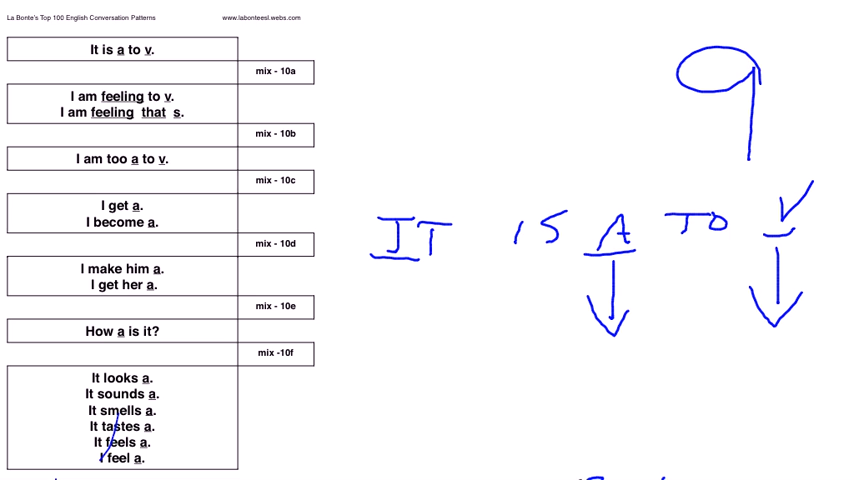 La Bonte's Top 100 English Conversation Patterns www.labonteesl.webs.com
It is a to v.
mix - 10a
I am feeling to v.
I am feeling that s.
mix - 10b
I am too a to v.
mix - 10c
I get a.
I become a.
mix - 10d
I make him a.
I get her a.
mix - 10e
How a is it?
mix -10f
It looks a.
It sounds a.
It smells a.
It tastes a.
It feels a.
I feel a.
9
IT IS A TO V